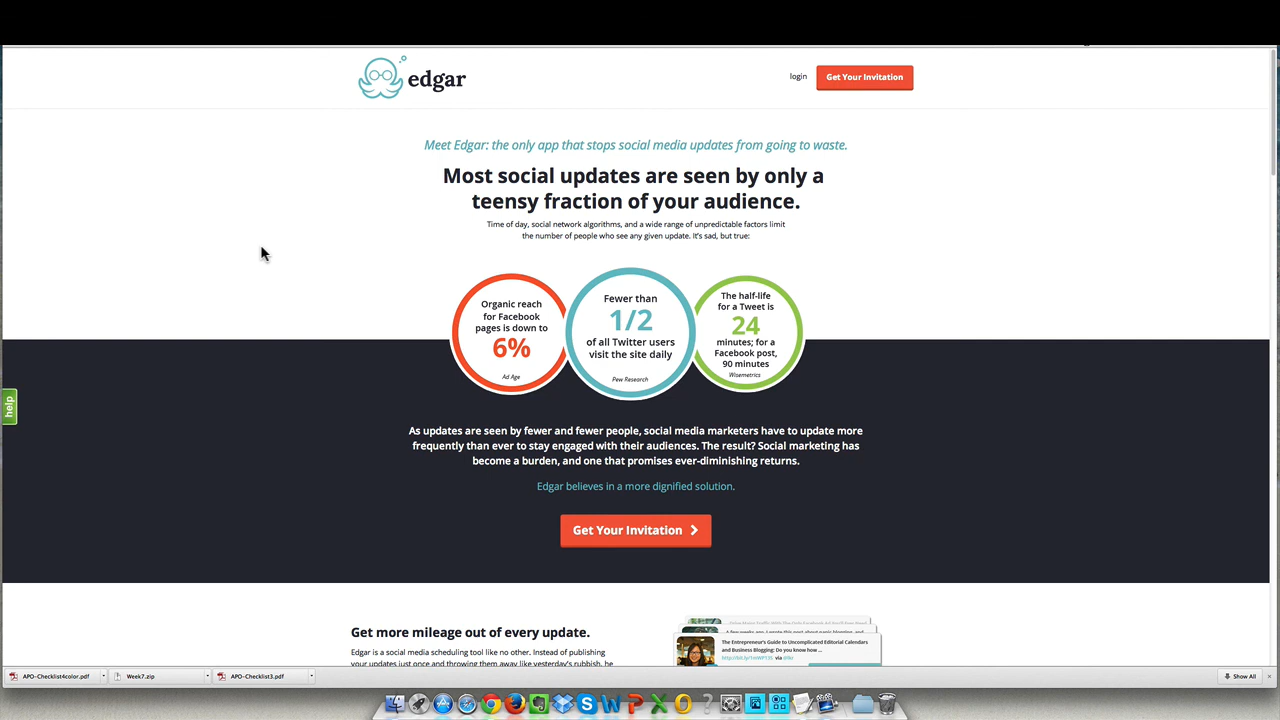 edgar
login
Get Your Invitation
Meet Edgar: the only app that stops social media updates from going to waste.
Most social updates are seen by only a
teensy fraction of your audience.
Time of day, social network algorithms, and a wide range of unpredictable factors limit
the number of people who see any given update. It's sad, but true:
Organic reach
for Facebook
pages is down to
6%
Ad Age
Fewer than
1/2
of all Twitter users
visit the site daily
Pew Research
The half-life
for a Tweet is
24
minutes; for a
Facebook post,
90 minutes
Wisemetrics
help
As updates are seen by fewer and fewer people, social media marketers have to update more
frequently than ever to stay engaged with their audiences. The result? Social marketing has
become a burden, and one that promises ever-diminishing returns.
Edgar believes in a more dignified solution.
Get Your Invitation
Get more mileage out of every update.
Edgar is a social media scheduling tool like no other. Instead of publishing
your updates just once and throwing them away like yesterday's rubbish, he
The Entrepreneur's Guide to Uncomplicated Editorial Calendars
and Business Blogging: Do you know how ...
via
APO-Checklist4color.pdf
Week7.zip
APO-Checklist3.pdf
Show All